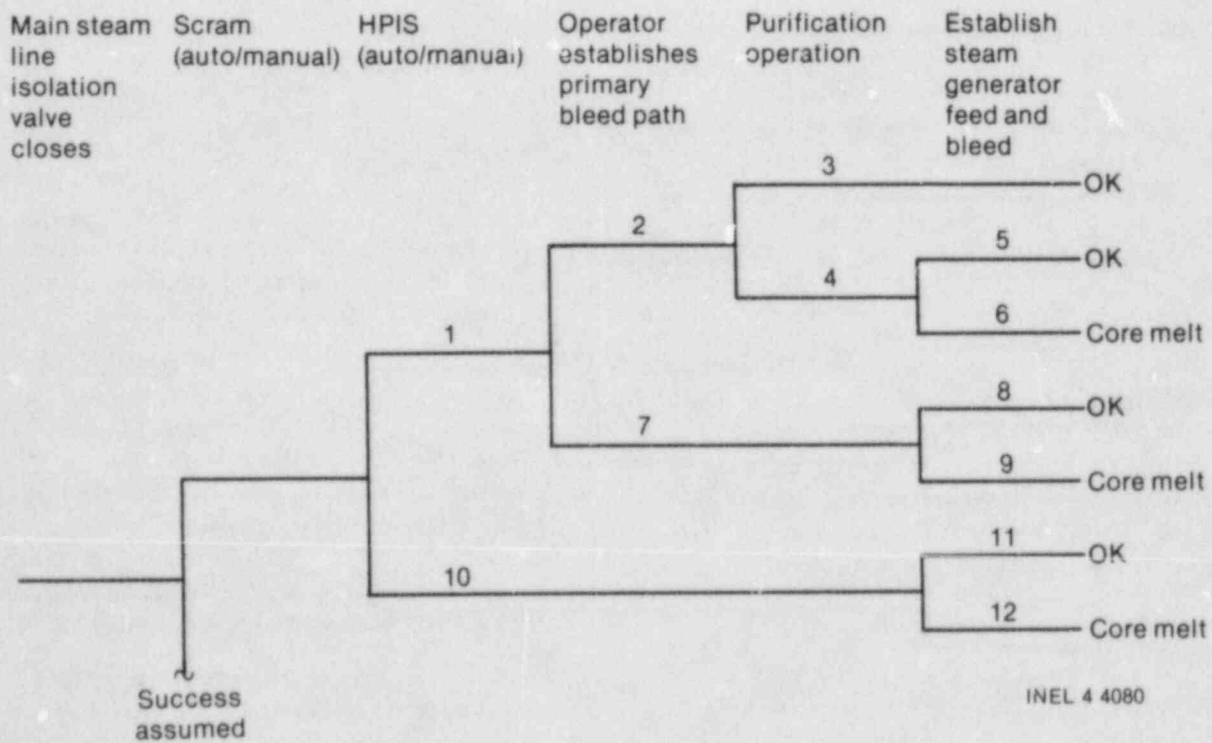 Main steam
line
isolation
valve
closes
Scram
(auto/manual)
HPIS
(auto/manual)
Operator
establishes
primary
bleed path
Purification
operation
Establish
steam
generator
feed and
bleed
3
OK
2
5
OK
4
6
Core melt
1
8
OK
7
9
Core melt
11
OK
10
12
Core melt
Success
assumed
INEL 4 4080